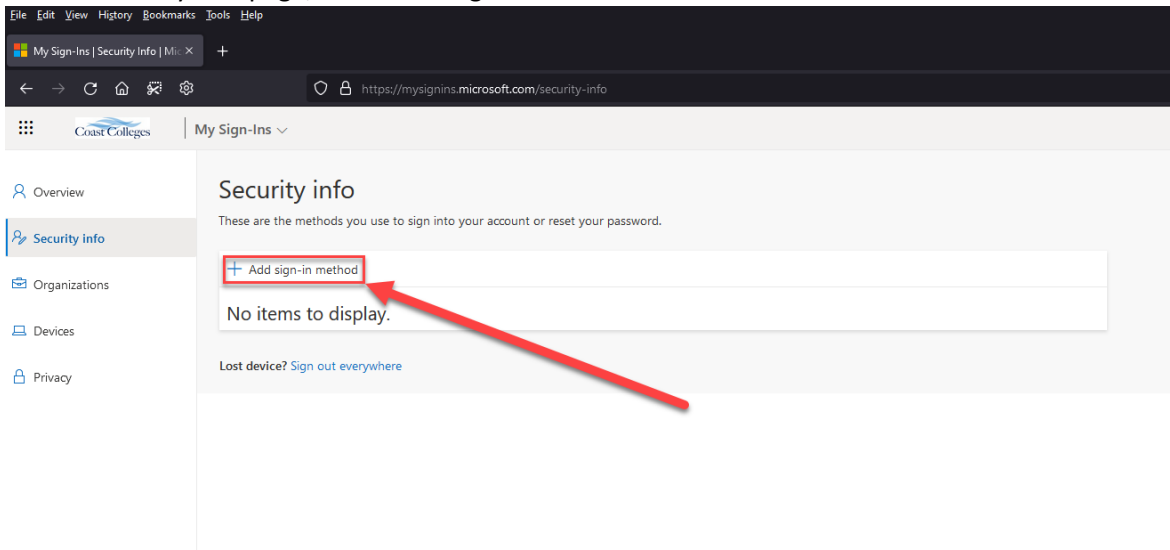 File Edit View History Bookmarks Tools Help
My Sign-Ins | Security Info | Mic
https://mysignins.microsoft.com/security-info
Coast Colleges
My Sign-Ins
Overview
Security info
Organizations
Devices
Privacy
Security info
These are the methods you use to sign into your account or reset your password.
Add sign-in method
No items to display.
Lost device? Sign out everywhere